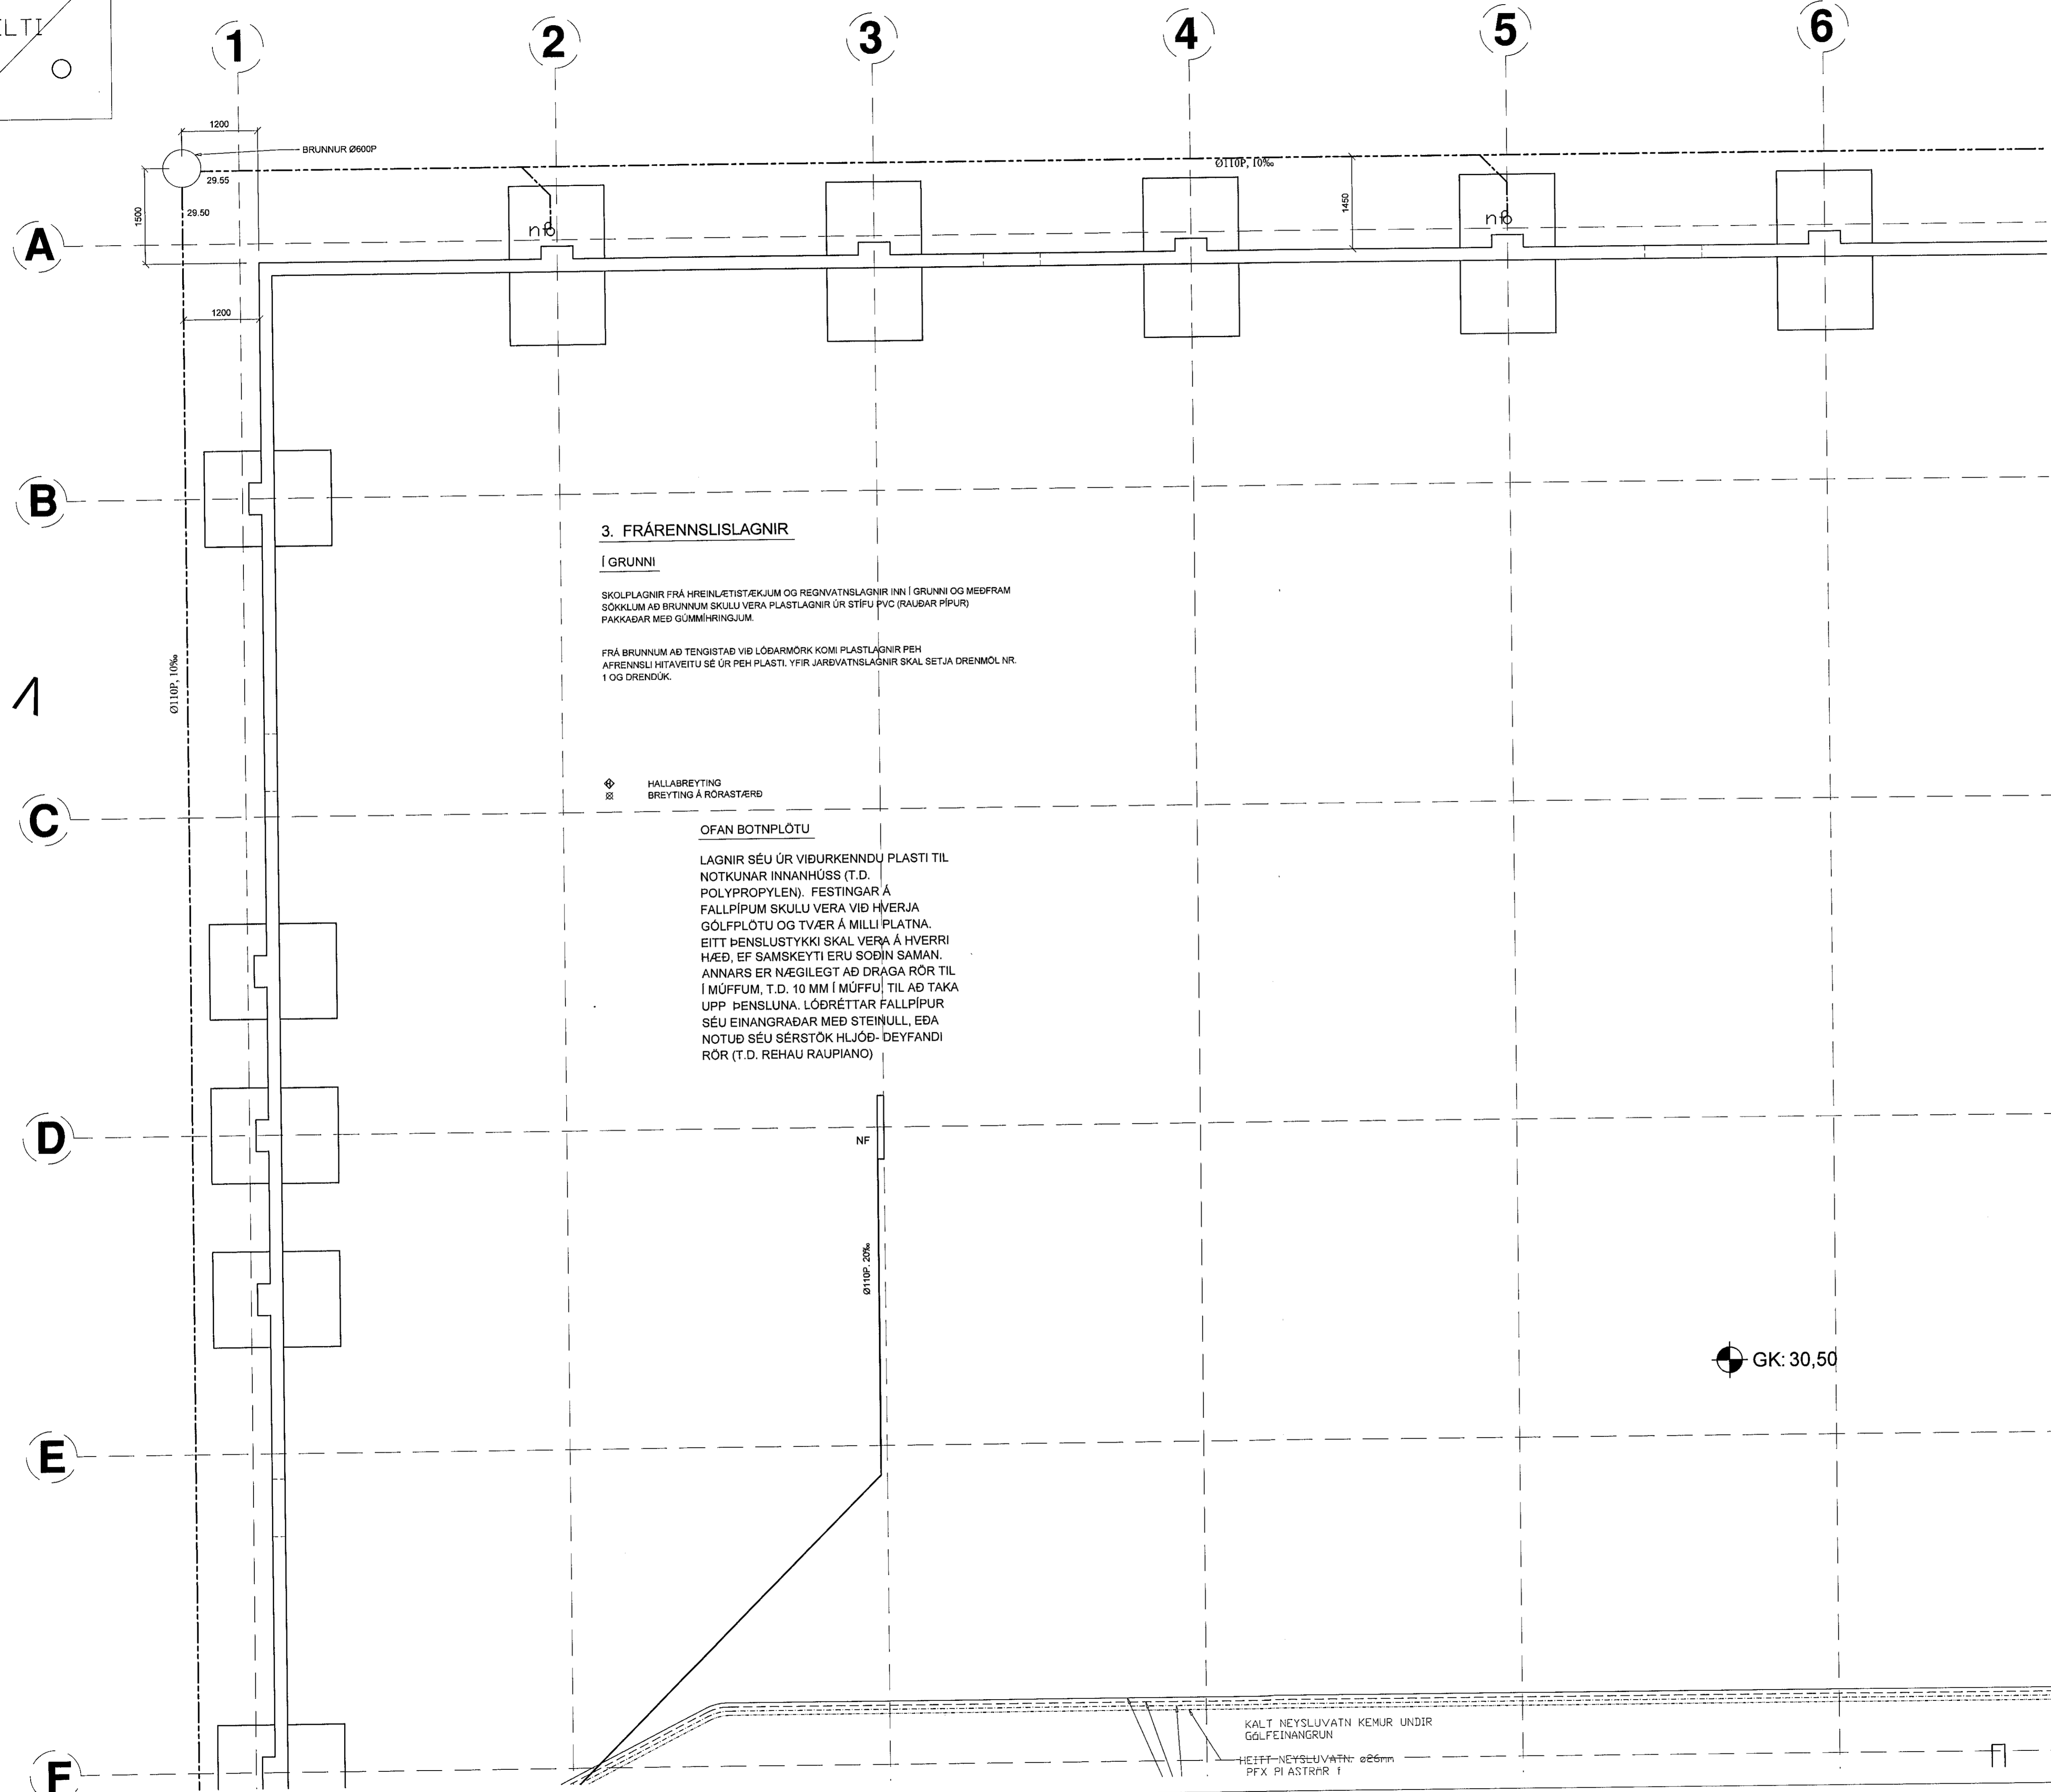 1
2
3
4
5
6
1200
BRUNNUR Ø600P
29.55
29.50
1500
Ø110P, 10‰
1450
nfö
nfö
A
1200
B
3. FRÁRENNSLISLAGNIR
Í GRUNNI
SKOLPLAGNIR FRÁ HREINLÆTISTÆKJUM OG REGNVATNSLAGNIR INN Í GRUNNI OG MEÐFRAM
SÖKKLUM AÐ BRUNNUM SKULU VERA PLASTLAGNIR ÚR STÍFU PVC (RAUÐAR PÍPUR)
PAKKAÐAR MEÐ GÚMMÍHRINGJUM.
FRÁ BRUNNUM AÐ TENGISTAÐ VIÐ LÓÐARMÖRK KOMI PLASTLAGNIR PEH
AFRENNSLI HITAVEITU SÉ ÚR PEH PLASTI. YFIR JARÐVATNSLAGNIR SKAL SETJA DRENMÖL NR.
1 OG DRENDÚK.
Ø110P, 10‰
HALLABREYTING
BREYTING Á RÖRASTÆRÐ
C
OFAN BOTNPLÖTU
LAGNIR SÉU ÚR VIÐURKENNDU PLASTI TIL
NOTKUNAR INNANHÚSS (T.D.
POLYPROPYLEN). FESTINGAR Á
FALLPÍPUM SKULU VERA VIÐ HVERJA
GÓLFPLÖTU OG TVÆR Á MILLI PLATNA.
EITT ÞENSLUSTYKKI SKAL VERA Á HVERRI
HÆÐ, EF SAMSKEYTI ERU SOÐIN SAMAN.
ANNARS ER NÆGILEGT AÐ DRAGA RÖR TIL
Í MÚFFUM, T.D. 10 MM Í MÚFFU, TIL AÐ TAKA
UPP ÞENSLUNA. LÓÐRÉTTAR FALLPÍPUR
SÉU EINANGRAÐAR MEÐ STEINULL, EÐA
NOTUÐ SÉU SÉRSTÖK HLJÓÐ- DEYFANDI
RÖR (T.D. REHAU RAUPIANO)
D
NF
Ø110P. 20‰
GK: 30,50
E
KALT NEYSLUVATN KEMUR UNDIR
GÓLFEINANGRUN
HEITT NEYSLUVATN. ø26mm
PEX PLASTRÖR Í
F